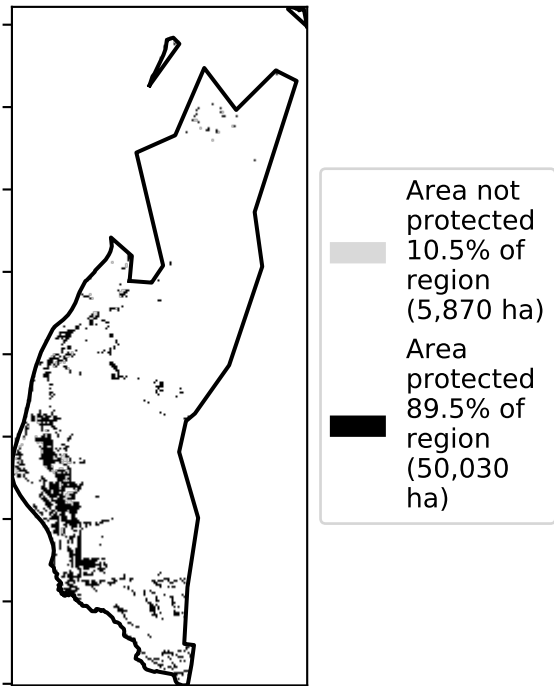 Area not
protected
10.5% of
region
(5,870 ha)
Area
protected
89.5% of
region
(50,030
ha)